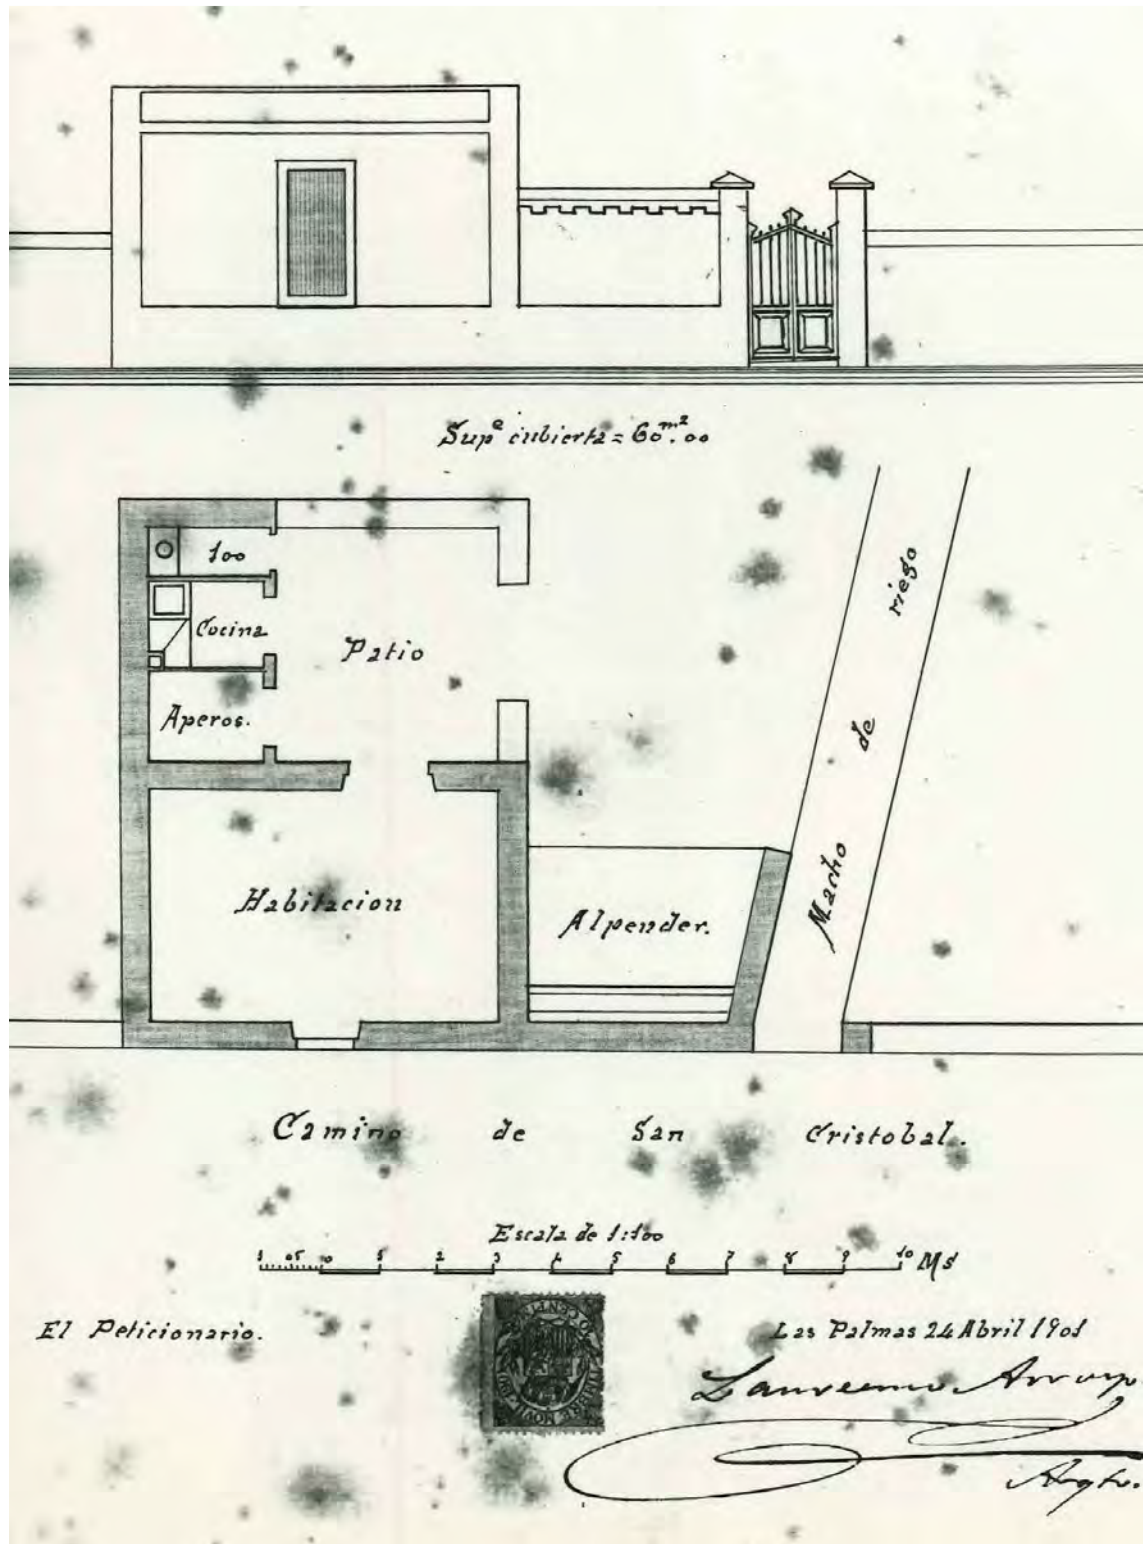 Supª cubierta = 60m².00
100
Cocina
Patio
Aperos.
Habitacion
Alpender.
Macho de riego
Camino de San Cristobal.
Escala de 1:100
1 05 0 1 2 3 4 5 6 7 8 9 10 Ms
El Peticionario.
Las Palmas 24 Abril 1901
Laureano Arroyo
Arqto.